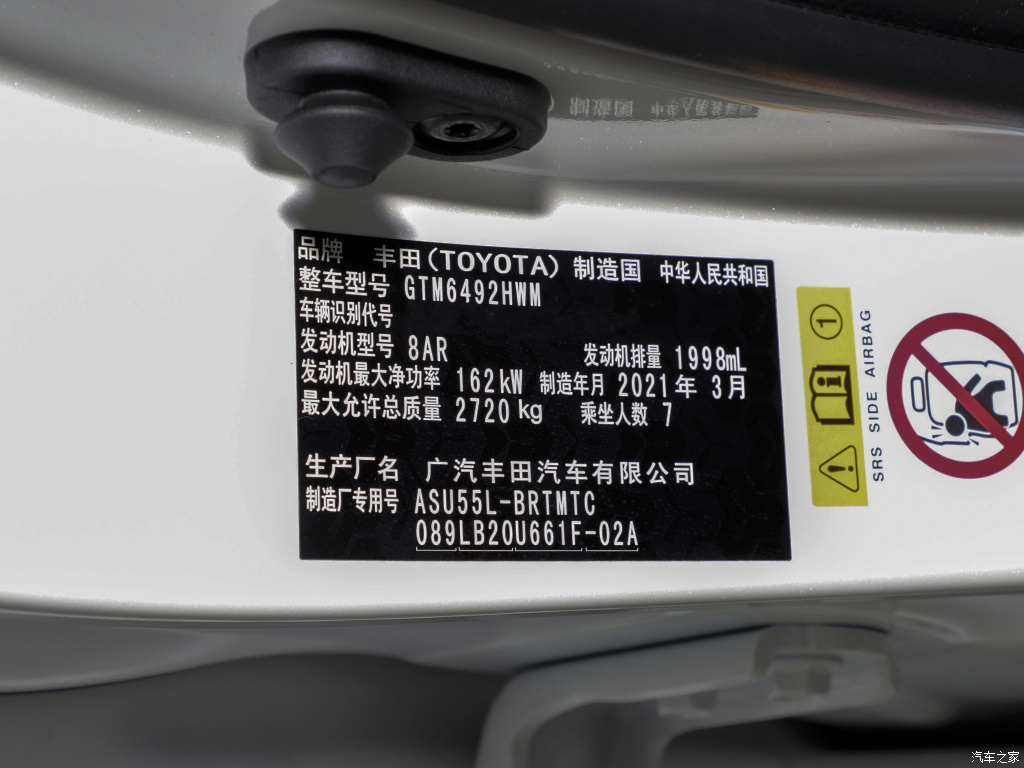 品牌 丰田(TOYOTA) 制造国 中华人民共和国
整车型号 GTM6492HWM
车辆识别代号
发动机型号 8AR 发动机排量 1998mL
发动机最大净功率 162kW 制造年月 2021年 3月
最大允许总质量 2720kg 乘坐人数 7
生产厂名 广汽丰田汽车有限公司
制造厂专用号 ASU55L-BRTMTC
089LB20U661F-02A
1
SRS SIDE AIRBAG
汽车之家